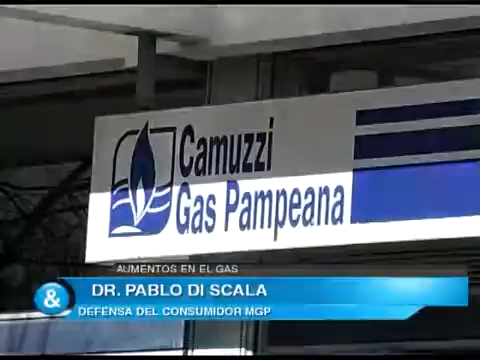 Camuzzi
Gas Pampeana
AUMENTOS EN EL GAS
& DR. PABLO DI SCALA
DEFENSA DEL CONSUMIDOR MGP